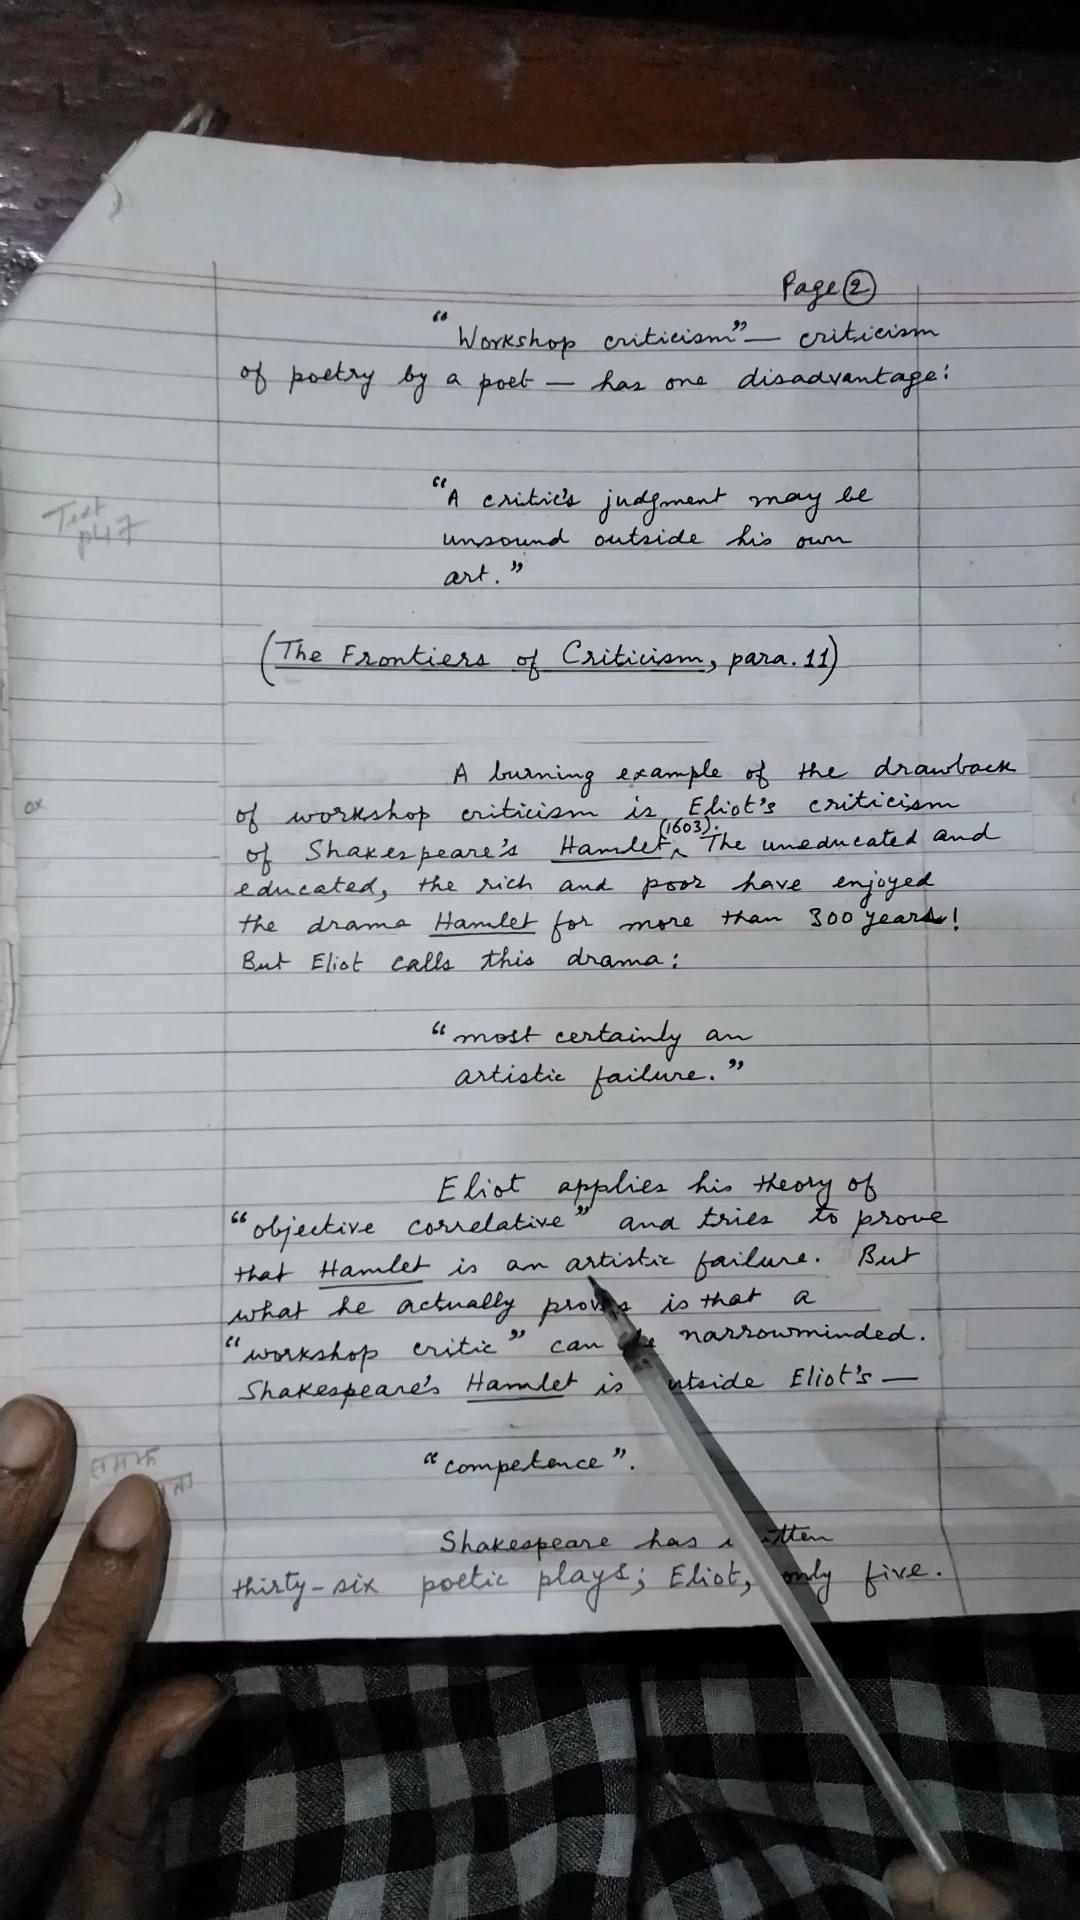 Page 2
"Workshop criticism" — criticism
of poetry by a poet — has one disadvantage:
"A critic's judgment may be
unsound outside his own
art."
Text
p47
(The Frontiers of Criticism, para. 11)
A burning example of the drawback
of workshop criticism is Eliot's criticism
ox
of Shakespeare's Hamlet (1603). The uneducated and
educated, the rich and poor have enjoyed
the drama Hamlet for more than 300 years!
But Eliot calls this drama:
"most certainly an
artistic failure."
Eliot applies his theory of
"objective correlative" and tries to prove
that Hamlet is an artistic failure. But
what he actually proves is that a
"workshop critic" can be narrowminded.
Shakespeare's Hamlet is utside Eliot's —
"competence".
Shakespeare has itten
thirty-six poetic plays; Eliot, only five.